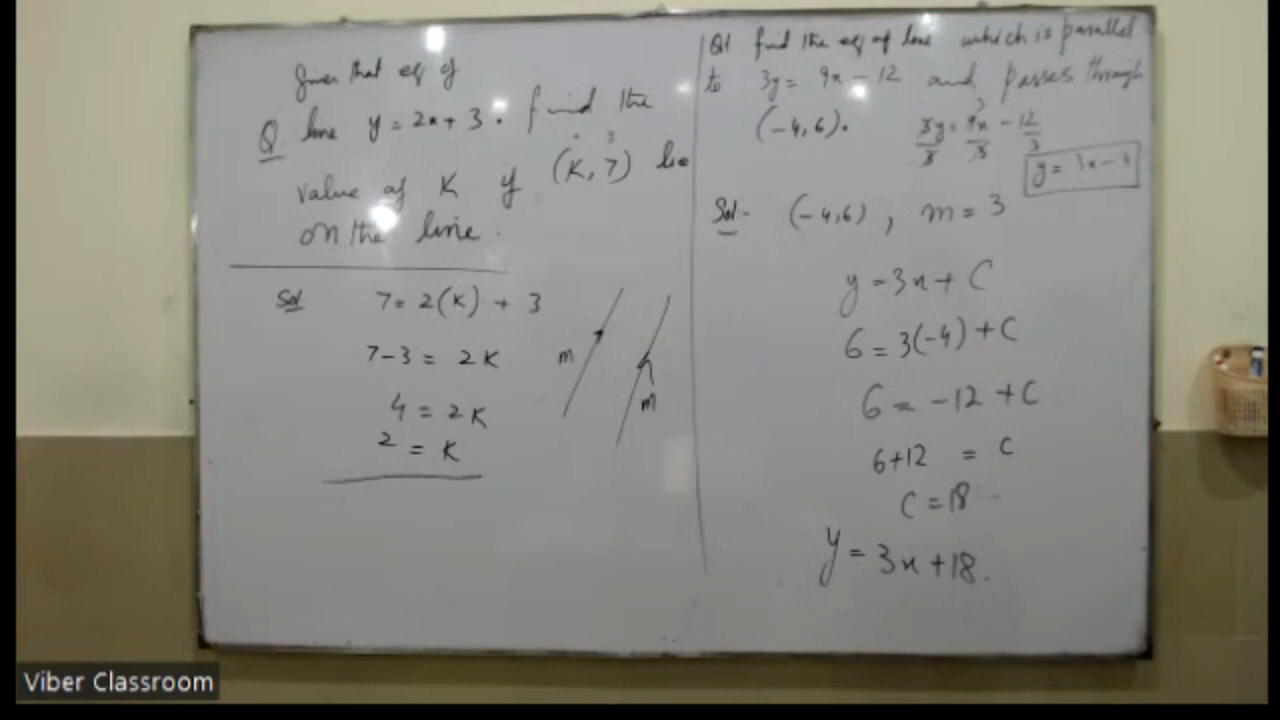 Given that eq of
Q line y = 2x + 3. find the
value of K if (K, 7) lie
on the line.
Sol 7 = 2(K) + 3
7-3 = 2K
4 = 2K
2 = K
m
m
Q1 find the eq of line which is parallel
to 3y = 9x - 12 and passes through
(-4,6).
3y/3 = 9x/3 - 12/3
3
y = 3x - 4
Sol:- (-4,6), m = 3
y = 3x + C
6 = 3(-4) + C
6 = -12 + C
6+12 = C
C = 18
y = 3x + 18.
Viber Classroom